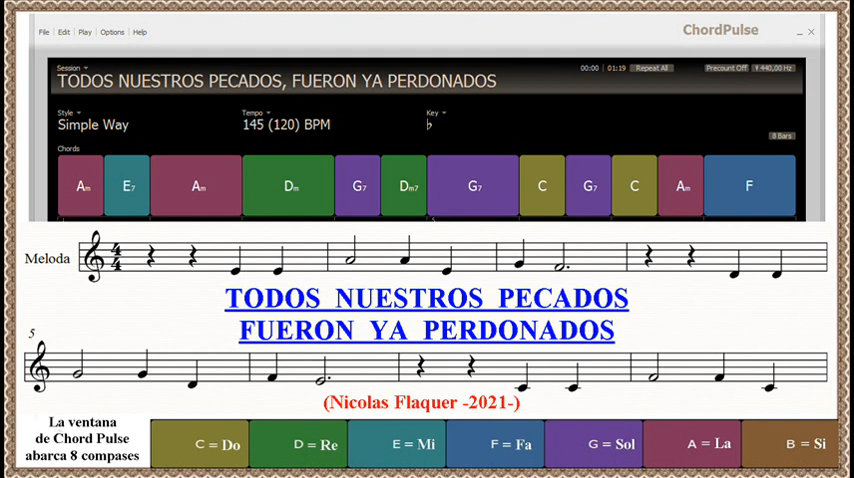 File Edit Play Options Help ChordPulse
Session
TODOS NUESTROS PECADOS, FUERON YA PERDONADOS
00:00 | 01:19 Repeat All Precount Off 440,00 Hz
Style Tempo Key
Simple Way 145 (120) BPM ♭
8 Bars
Chords
Am E7 Am Dm G7 Dm7 G7 C G7 C Am F
Meloda
4
4
TODOS NUESTROS PECADOS
FUERON YA PERDONADOS
5
(Nicolas Flaquer -2021-)
La ventana
de Chord Pulse
abarca 8 compases
C = Do D = Re E = Mi F = Fa G = Sol A = La B = Si